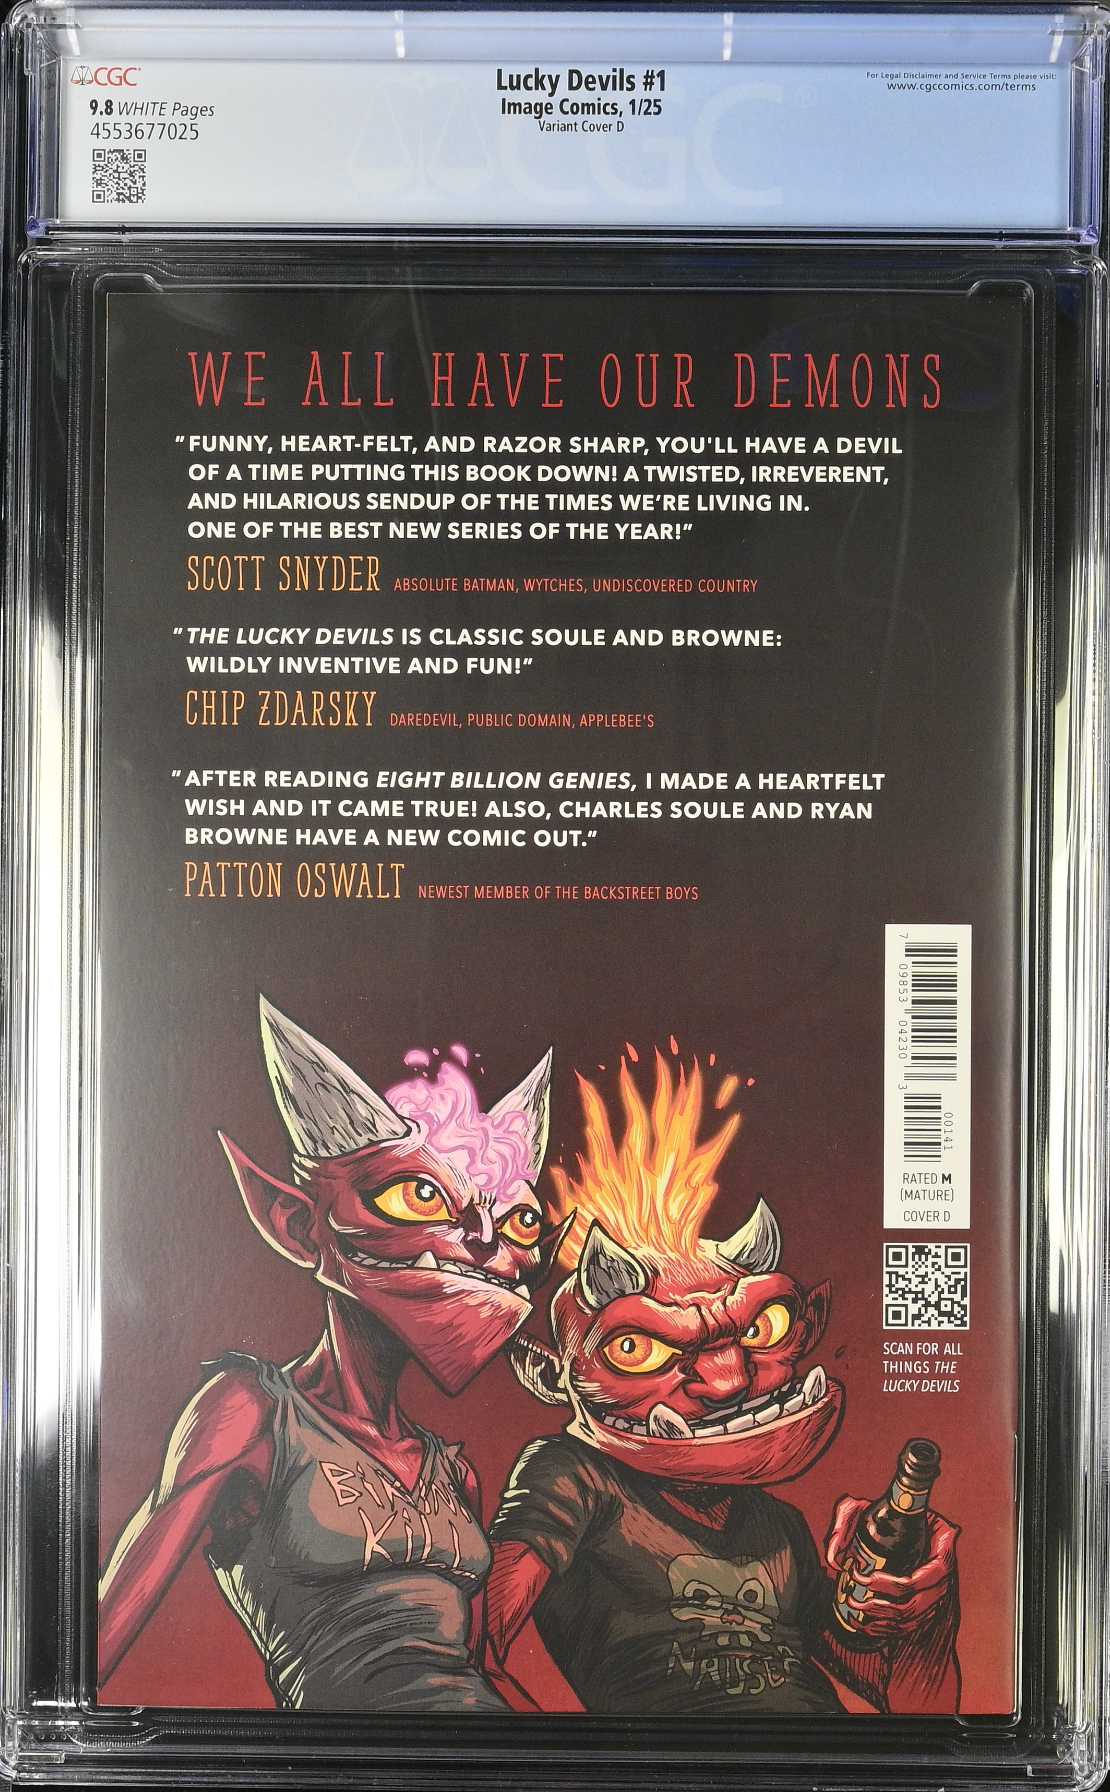 CGC
9.8 WHITE Pages
4553677025
Lucky Devils #1
Image Comics, 1/25
Variant Cover D
For Legal Disclaimer and Service Terms please visit:
www.cgccomics.com/terms
CGC
WE ALL HAVE OUR DEMONS
"FUNNY, HEART-FELT, AND RAZOR SHARP, YOU'LL HAVE A DEVIL
OF A TIME PUTTING THIS BOOK DOWN! A TWISTED, IRREVERENT,
AND HILARIOUS SENDUP OF THE TIMES WE'RE LIVING IN.
ONE OF THE BEST NEW SERIES OF THE YEAR!"
SCOTT SNYDER ABSOLUTE BATMAN, WYTCHES, UNDISCOVERED COUNTRY
"THE LUCKY DEVILS IS CLASSIC SOULE AND BROWNE:
WILDLY INVENTIVE AND FUN!"
CHIP ZDARSKY DAREDEVIL, PUBLIC DOMAIN, APPLEBEE'S
"AFTER READING EIGHT BILLION GENIES, I MADE A HEARTFELT
WISH AND IT CAME TRUE! ALSO, CHARLES SOULE AND RYAN
BROWNE HAVE A NEW COMIC OUT."
PATTON OSWALT NEWEST MEMBER OF THE BACKSTREET BOYS
7 09853 04230 3
00141
RATED M
(MATURE)
COVER D
SCAN FOR ALL
THINGS THE
LUCKY DEVILS
BIKINI
KILL